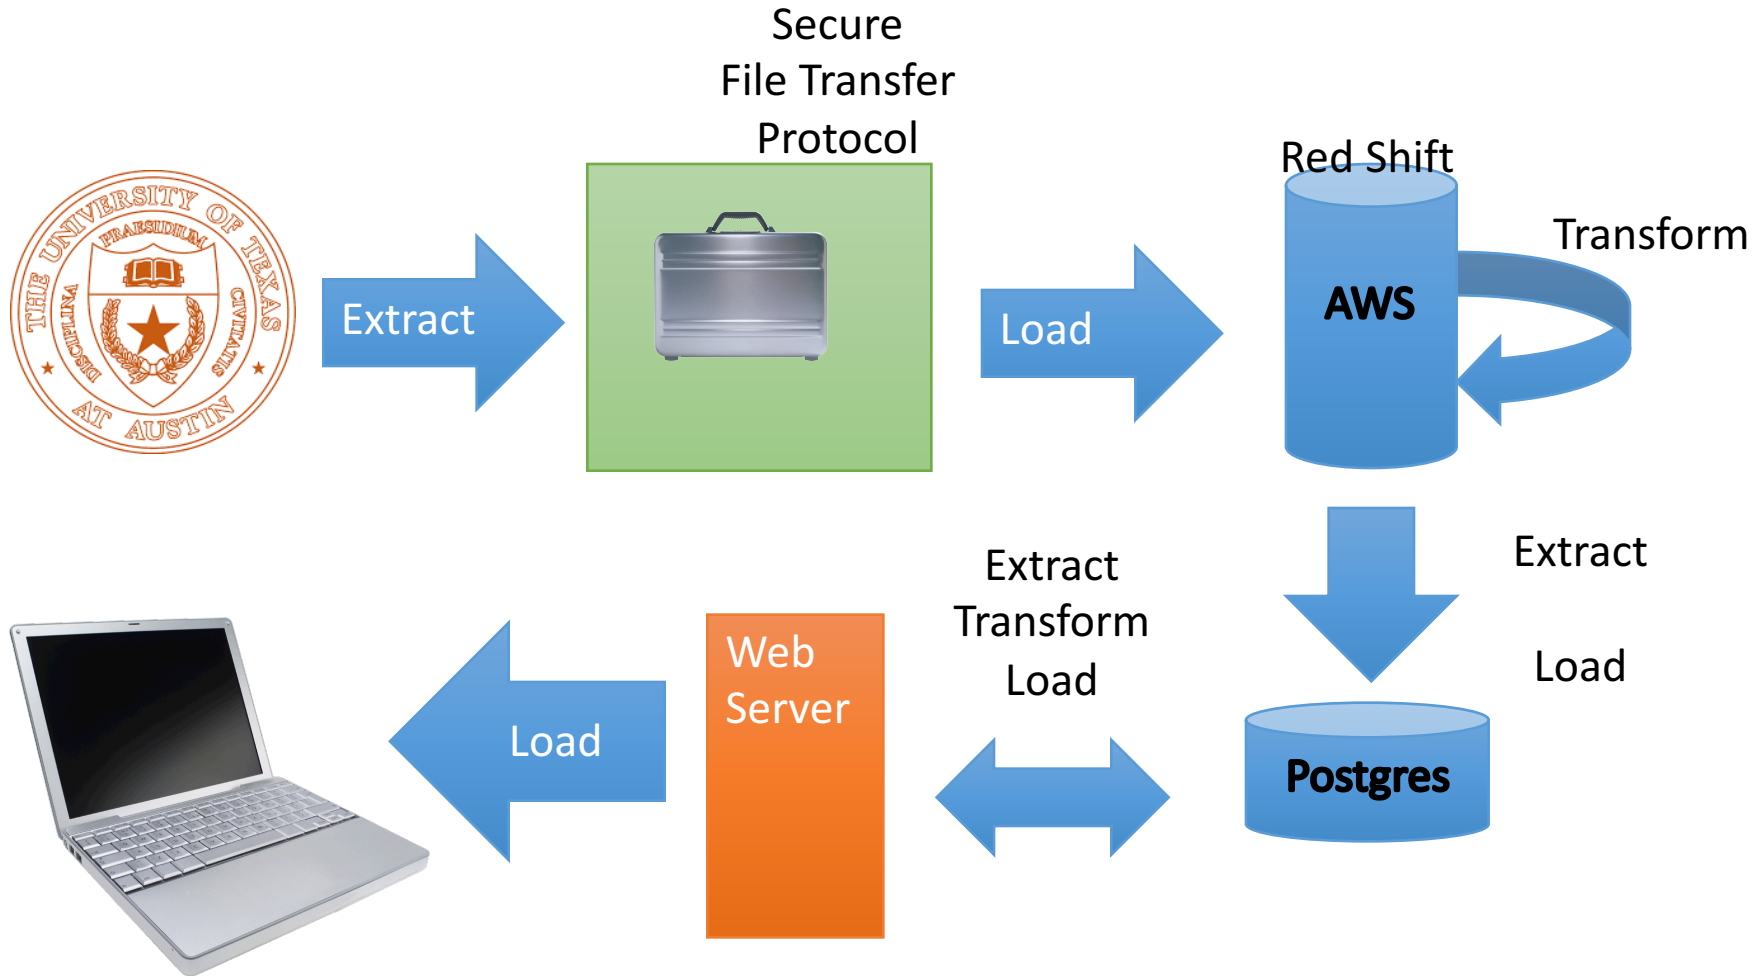 Secure
File Transfer
Protocol
THE UNIVERSITY OF TEXAS
AT AUSTIN
PRAESIDIUM
DISCIPLINA
CIVITATIS
Extract
Load
Red Shift
AWS
Transform
Extract
Load
Postgres
Extract
Transform
Load
Web
Server
Load